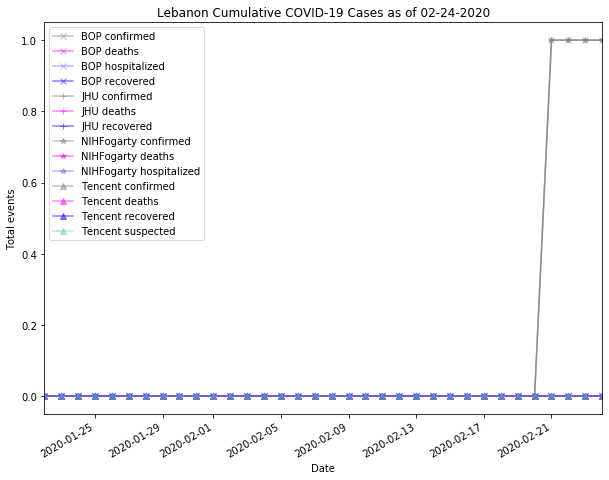 Lebanon Cumulative COVID-19 Cases as of 02-24-2020
BOP confirmed
BOP deaths
BOP hospitalized
BOP recovered
JHU confirmed
JHU deaths
JHU recovered
NIHFogarty confirmed
NIHFogarty deaths
NIHFogarty hospitalized
Tencent confirmed
Tencent deaths
Tencent recovered
Tencent suspected
1.0
0.8
0.6
0.4
0.2
0.0
Total events
2020-01-25
2020-01-29
2020-02-01
2020-02-05
2020-02-09
2020-02-13
2020-02-17
2020-02-21
Date